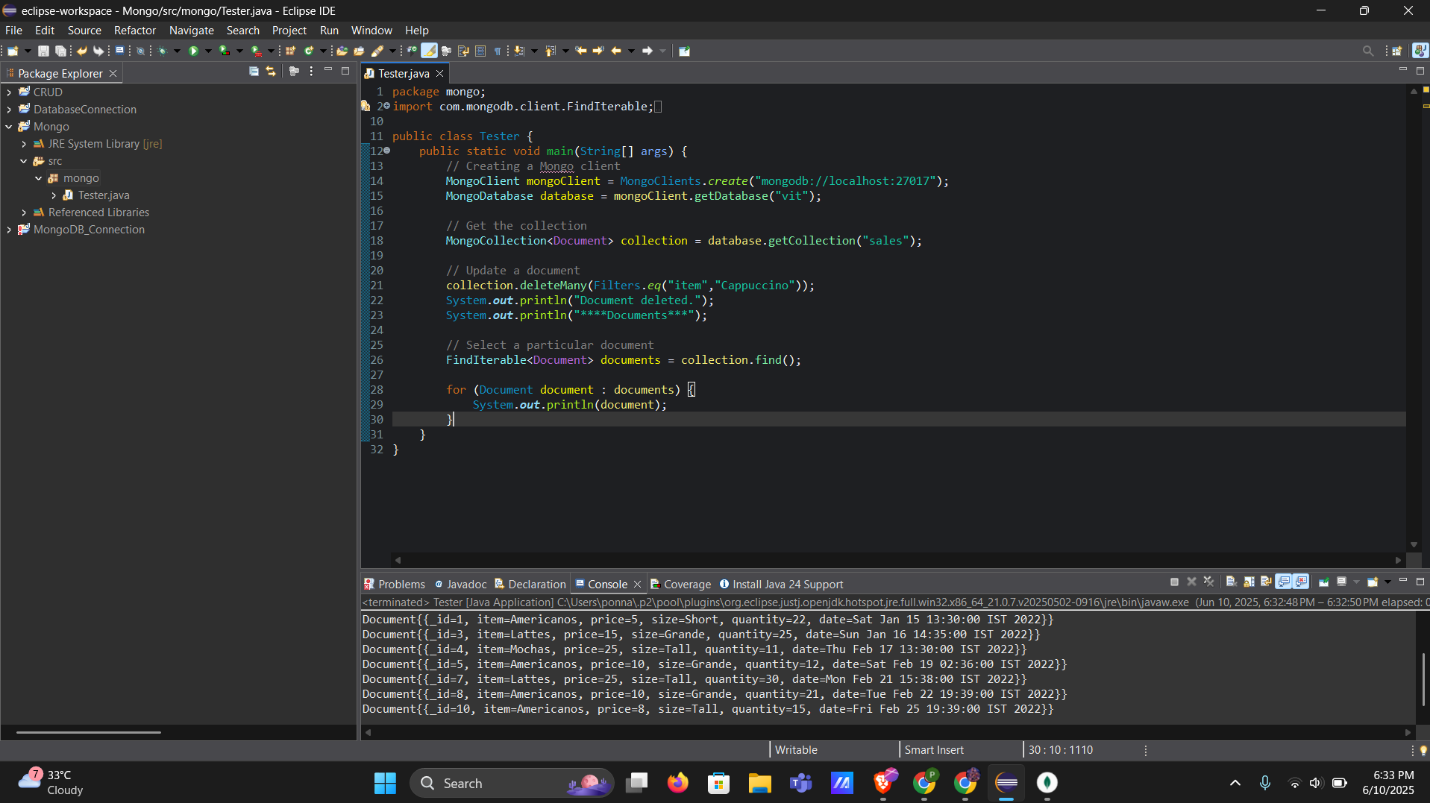 eclipse-workspace - Mongo/src/mongo/Tester.java - Eclipse IDE
File Edit Source Refactor Navigate Search Project Run Window Help
Package Explorer
CRUD
DatabaseConnection
Mongo
JRE System Library [jre]
src
mongo
Tester.java
Referenced Libraries
MongoDB_Connection
Tester.java
1 package mongo;
2 import com.mongodb.client.FindIterable;
10
11 public class Tester {
12 public static void main(String[] args) {
13 // Creating a Mongo client
14 MongoClient mongoClient = MongoClients.create("mongodb://localhost:27017");
15 MongoDatabase database = mongoClient.getDatabase("vit");
16
17 // Get the collection
18 MongoCollection<Document> collection = database.getCollection("sales");
19
20 // Update a document
21 collection.deleteMany(Filters.eq("item","Cappuccino"));
22 System.out.println("Document deleted.");
23 System.out.println("****Documents***");
24
25 // Select a particular document
26 FindIterable<Document> documents = collection.find();
27
28 for (Document document : documents) {
29 System.out.println(document);
30 }
31 }
32 }
Problems Javadoc Declaration Console Coverage Install Java 24 Support
<terminated> Tester [Java Application] C:\Users\ponna\.p2\pool\plugins\org.eclipse.justj.openjdk.hotspot.jre.full.win32.x86_64_21.0.7.v20250502-0916\jre\bin\javaw.exe (Jun 10, 2025, 6:32:48 PM – 6:32:50 PM elapsed: 0
Document{{_id=1, item=Americanos, price=5, size=Short, quantity=22, date=Sat Jan 15 13:30:00 IST 2022}}
Document{{_id=3, item=Lattes, price=15, size=Grande, quantity=25, date=Sun Jan 16 14:35:00 IST 2022}}
Document{{_id=4, item=Mochas, price=25, size=Tall, quantity=11, date=Thu Feb 17 13:30:00 IST 2022}}
Document{{_id=5, item=Americanos, price=10, size=Grande, quantity=12, date=Sat Feb 19 02:36:00 IST 2022}}
Document{{_id=7, item=Lattes, price=25, size=Tall, quantity=30, date=Mon Feb 21 15:38:00 IST 2022}}
Document{{_id=8, item=Americanos, price=10, size=Grande, quantity=21, date=Tue Feb 22 19:39:00 IST 2022}}
Document{{_id=10, item=Americanos, price=8, size=Tall, quantity=15, date=Fri Feb 25 19:39:00 IST 2022}}
Writable Smart Insert 30 : 10 : 1110
7
33°C
Cloudy
Search
6:33 PM
6/10/2025